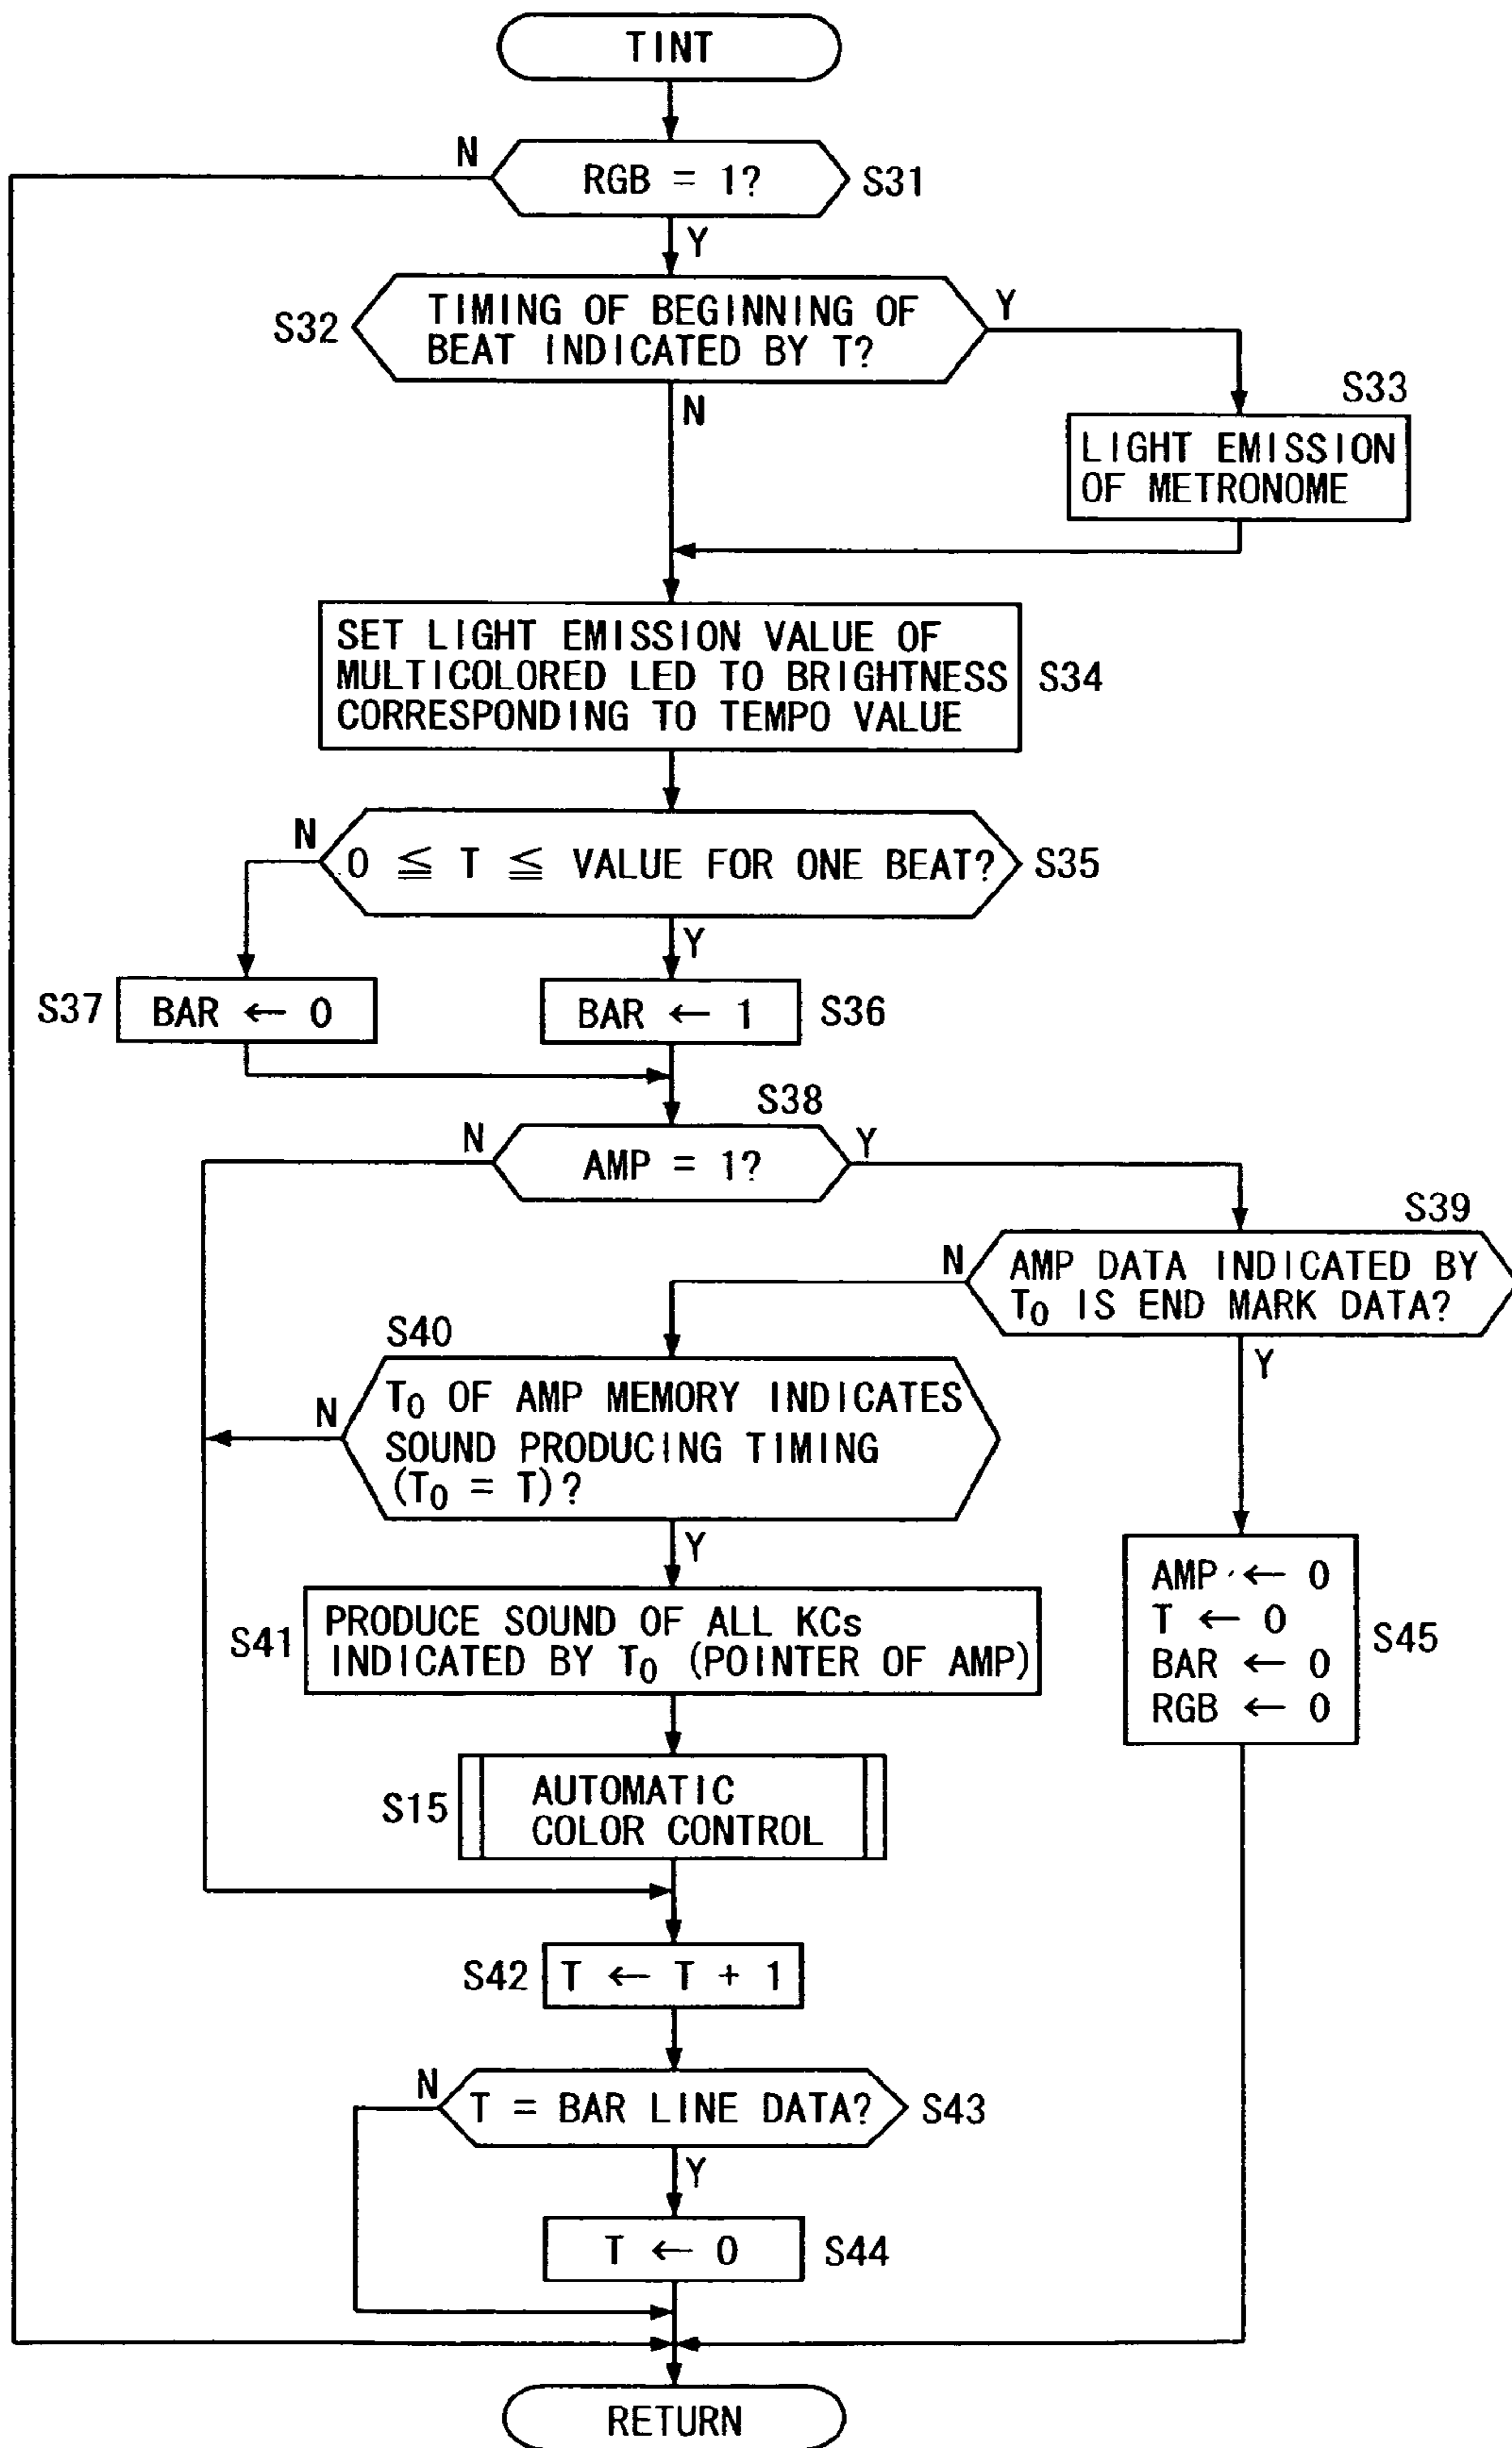 TINT
N
RGB = 1?
S31
Y
S32
TIMING OF BEGINNING OF
BEAT INDICATED BY T?
Y
N
S33
LIGHT EMISSION
OF METRONOME
SET LIGHT EMISSION VALUE OF
MULTICOLORED LED TO BRIGHTNESS
CORRESPONDING TO TEMPO VALUE
S34
N
0 ≦ T ≦ VALUE FOR ONE BEAT?
S35
Y
S37
BAR ← 0
BAR ← 1
S36
S38
N
AMP = 1?
Y
S39
N
AMP DATA INDICATED BY
T₀ IS END MARK DATA?
Y
S40
N
T₀ OF AMP MEMORY INDICATES
SOUND PRODUCING TIMING
(T₀ = T)?
Y
S41
PRODUCE SOUND OF ALL KCs
INDICATED BY T₀ (POINTER OF AMP)
AMP ← 0
T ← 0
BAR ← 0
RGB ← 0
S45
S15
AUTOMATIC
COLOR CONTROL
S42
T ← T + 1
N
T = BAR LINE DATA?
S43
Y
T ← 0
S44
RETURN